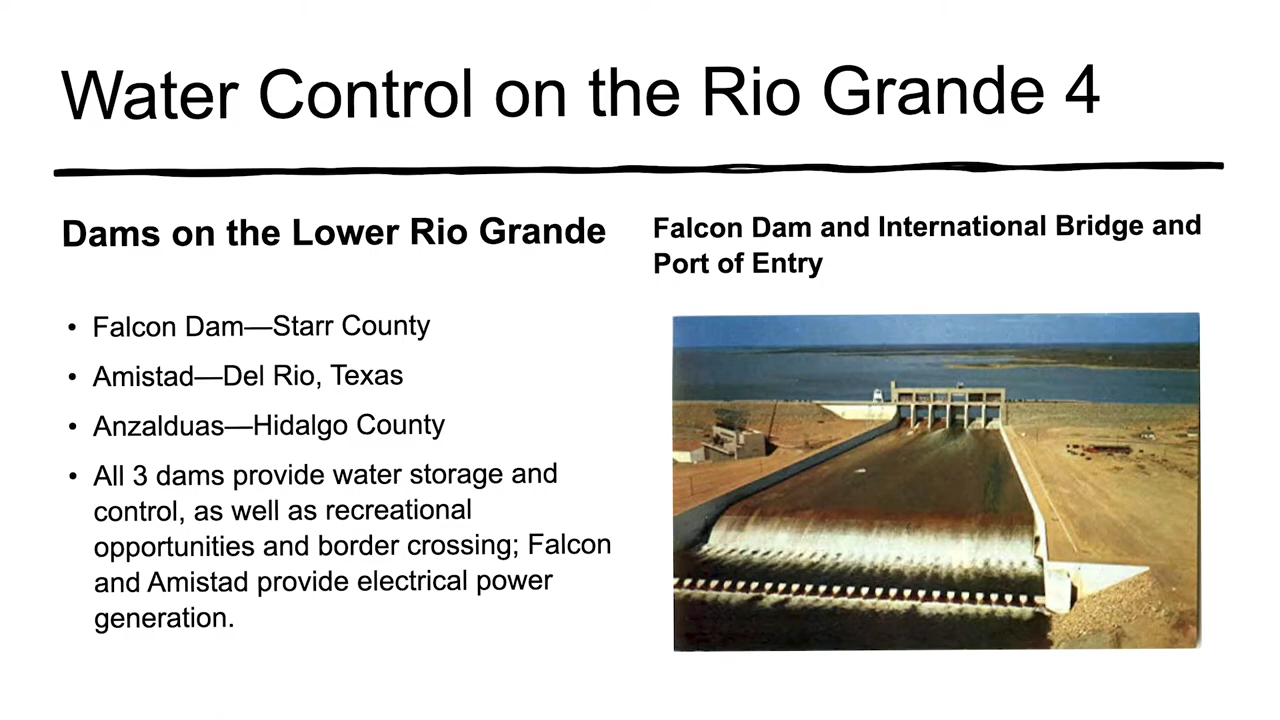 Water Control on the Rio Grande 4
Dams on the Lower Rio Grande
• Falcon Dam—Starr County
• Amistad—Del Rio, Texas
• Anzalduas—Hidalgo County
• All 3 dams provide water storage and
control, as well as recreational
opportunities and border crossing; Falcon
and Amistad provide electrical power
generation.
Falcon Dam and International Bridge and
Port of Entry